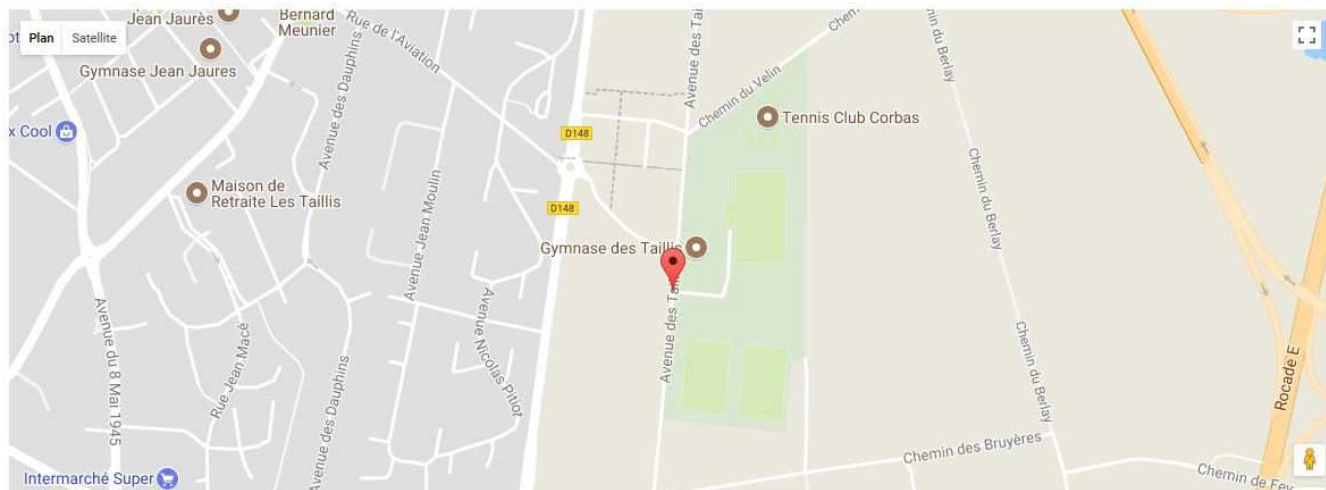 Jean Jaurès
Bernard
Meunier
Plan
Satellite
Gymnase Jean Jaures
Rue de l'Aviation
Avenue des Dauphins
x Cool
D148
Maison de
Retraite Les Taillis
Avenue Jean Moulin
D148
Avenue des Tai
Chemin du Velin
Tennis Club Corbas
Gymnase des Taillis
Avenue des Tail
Chem
min du Berlay
Chemin du Berlay
Chemin du Berlay
Avenue Nicolas Pitiot
Avenue du 8 Mai 1945
Rue Jean Macé
Avenue des Dauphins
Rocade E
Chemin des Bruyères
Chemin de Fey
Intermarché Super